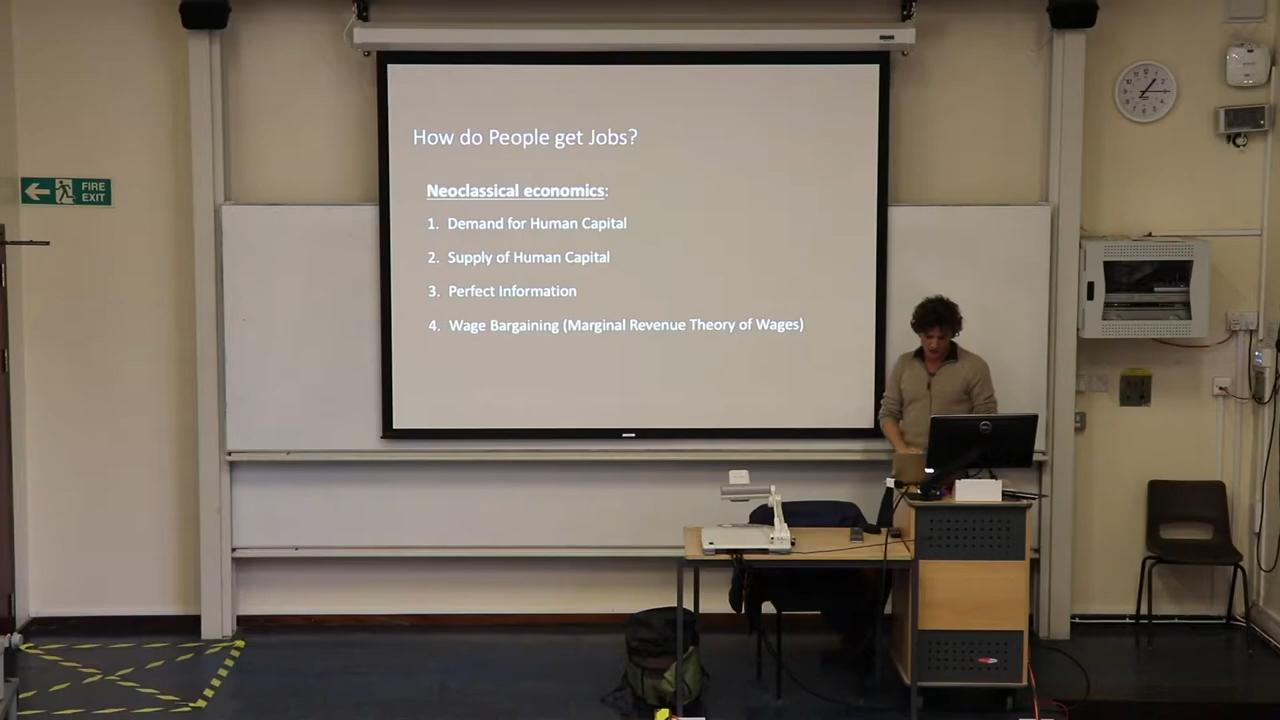 How do People get Jobs?
Neoclassical economics:
1. Demand for Human Capital
2. Supply of Human Capital
3. Perfect Information
4. Wage Bargaining (Marginal Revenue Theory of Wages)
FIRE
EXIT
DELL